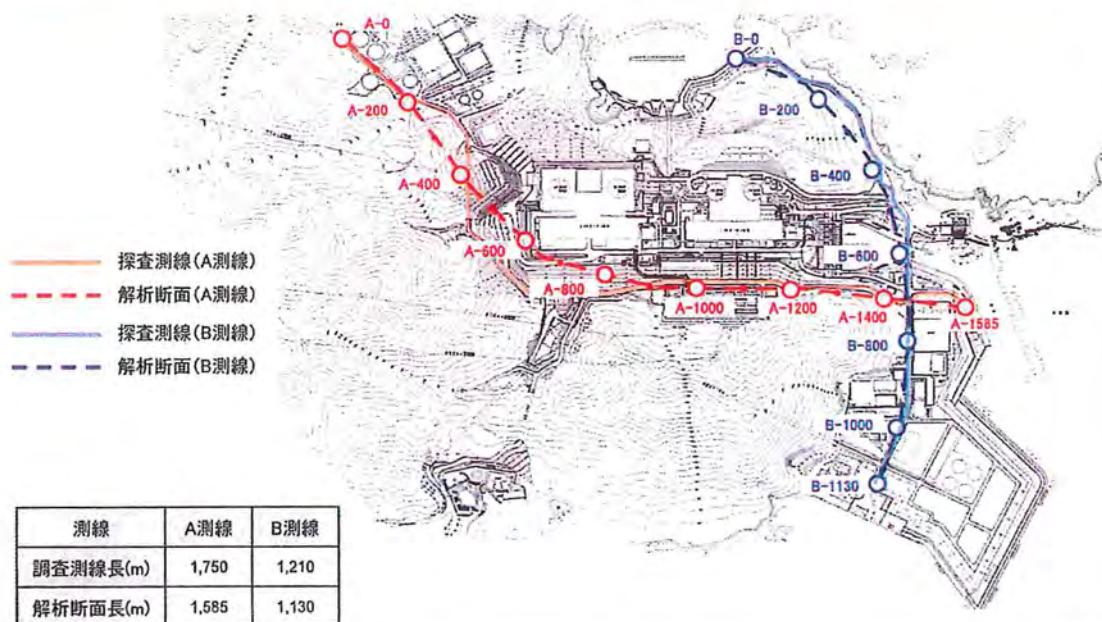 A-0
B-0
A-200
B-200
A-400
B-400
A-600
B-600
A-800
A-1000
A-1200
A-1400
A-1585
B-800
B-1000
B-1130
探査測線(A測線)
解析断面(A測線)
探査測線(B測線)
解析断面(B測線)
測線 A測線 B測線
調査測線長(m) 1,750 1,210
解析断面長(m) 1,585 1,130